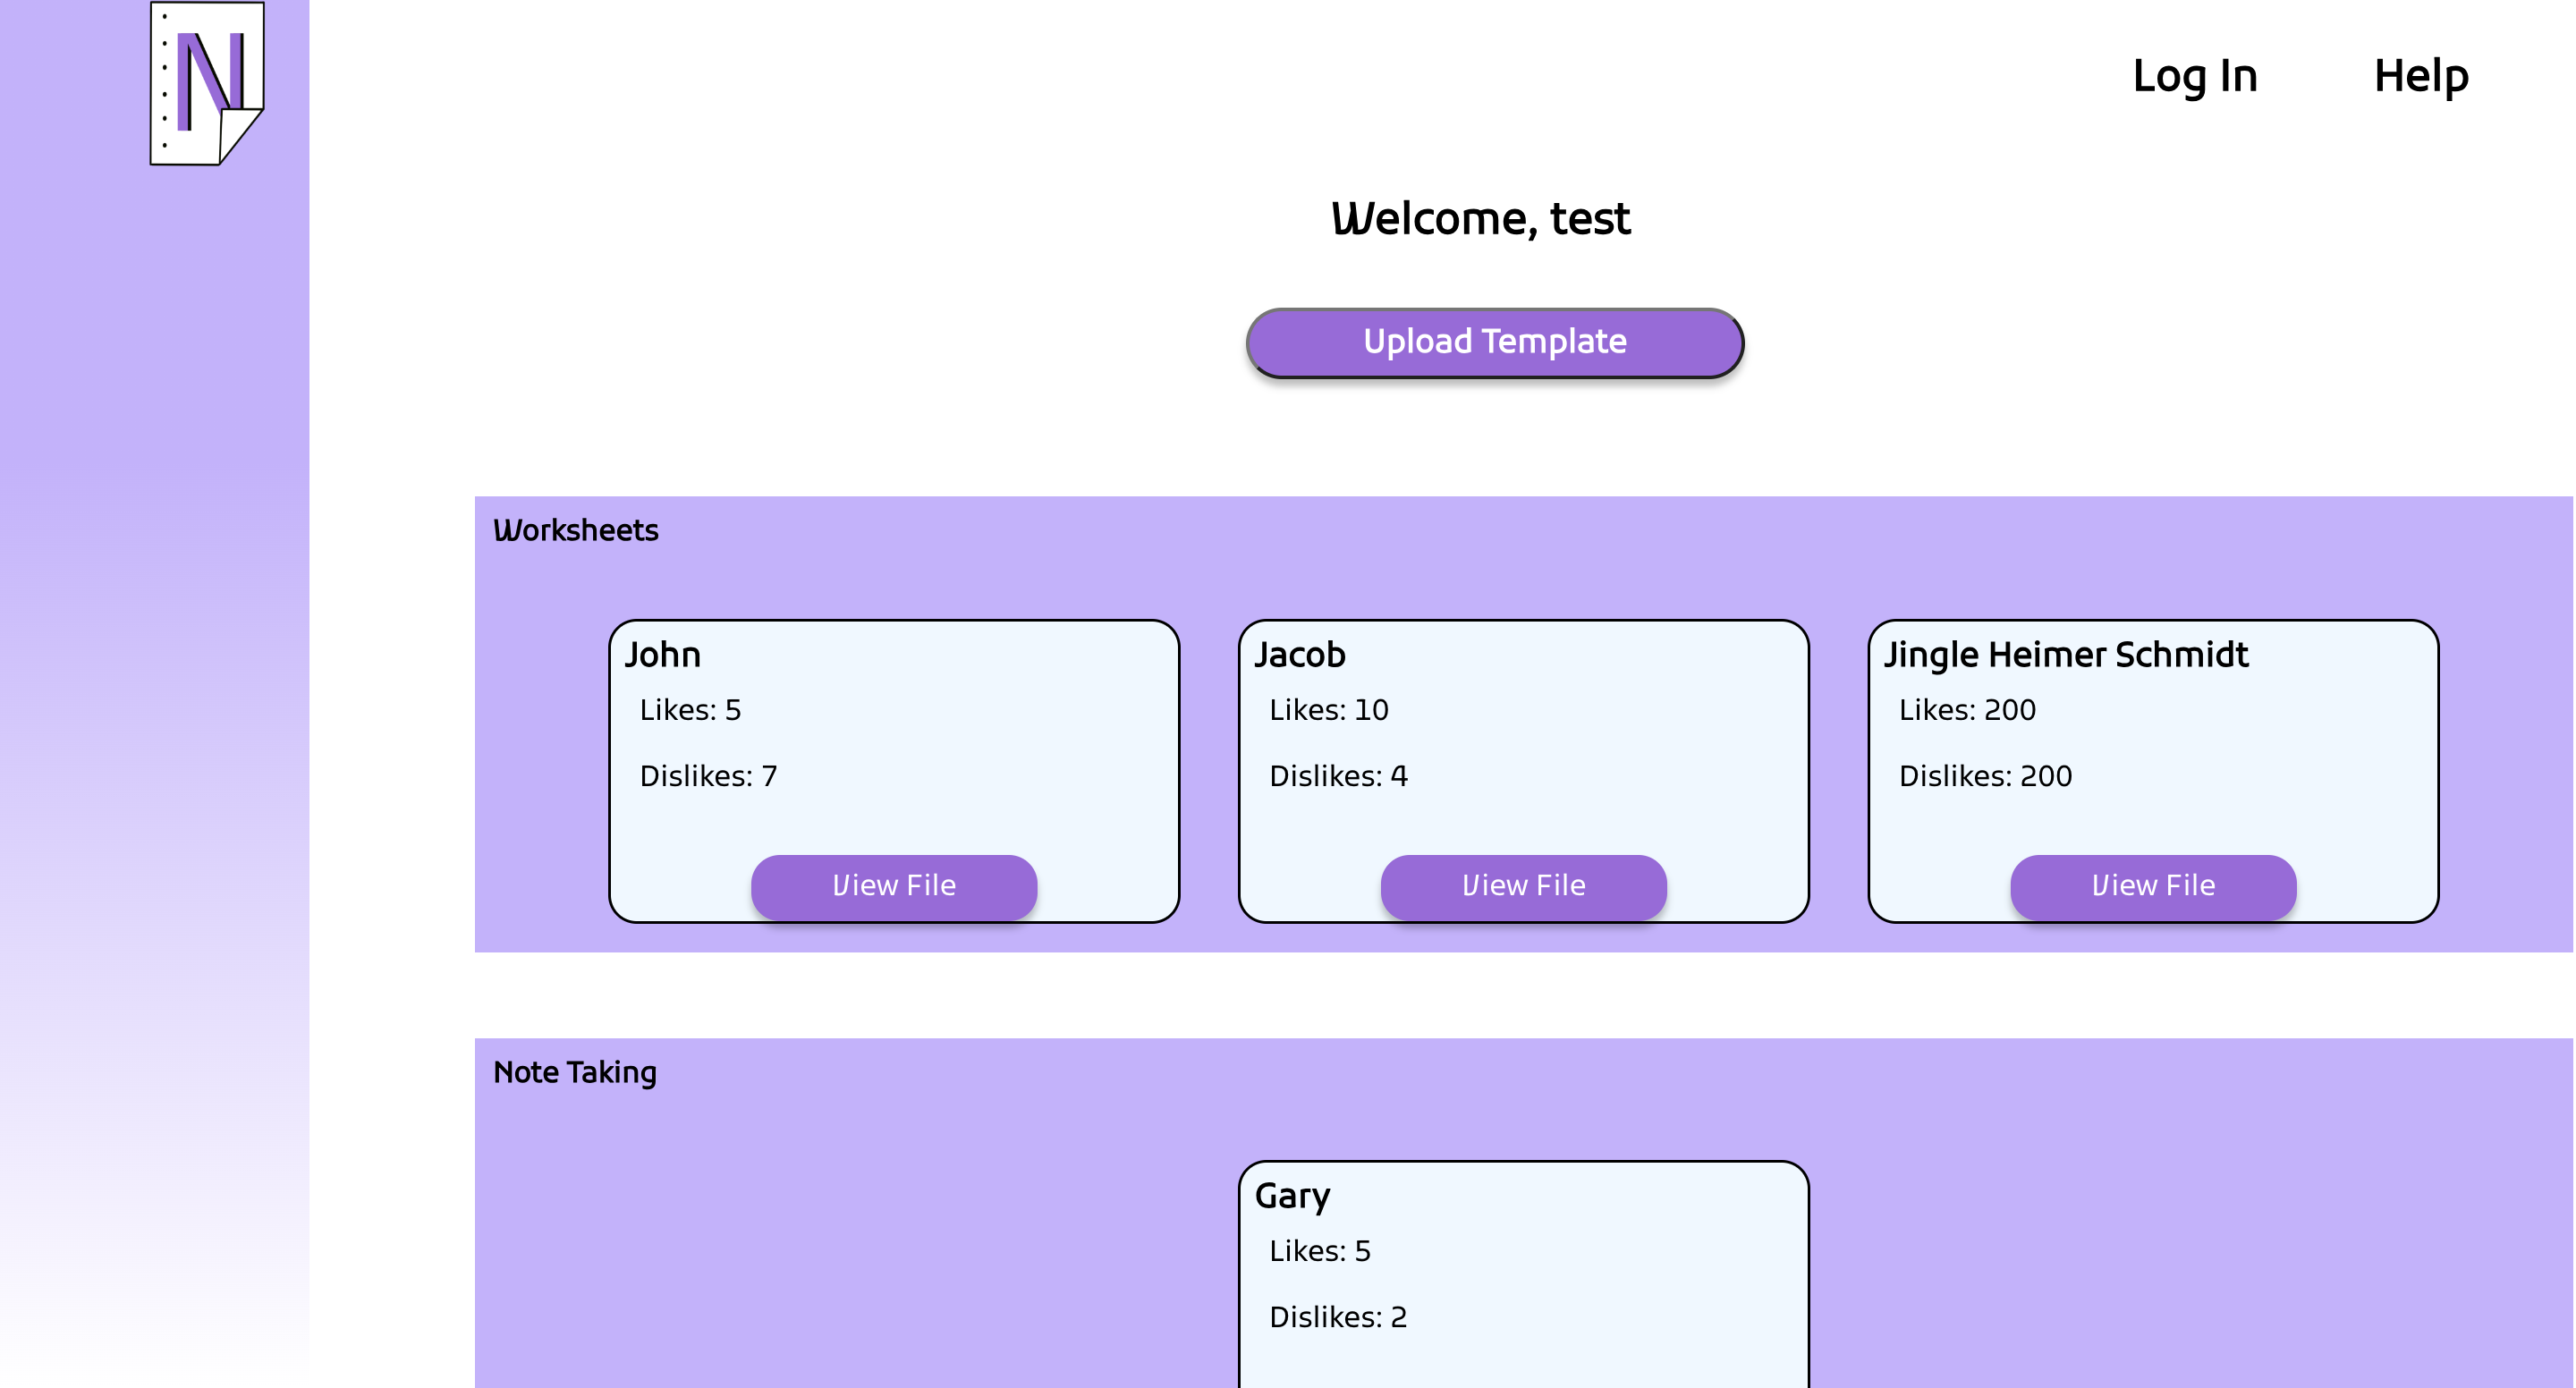 N
Log In Help
Welcome, test
Upload Template
Worksheets
John
Likes: 5
Dislikes: 7
View File
Jacob
Likes: 10
Dislikes: 4
View File
Jingle Heimer Schmidt
Likes: 200
Dislikes: 200
View File
Note Taking
Gary
Likes: 5
Dislikes: 2